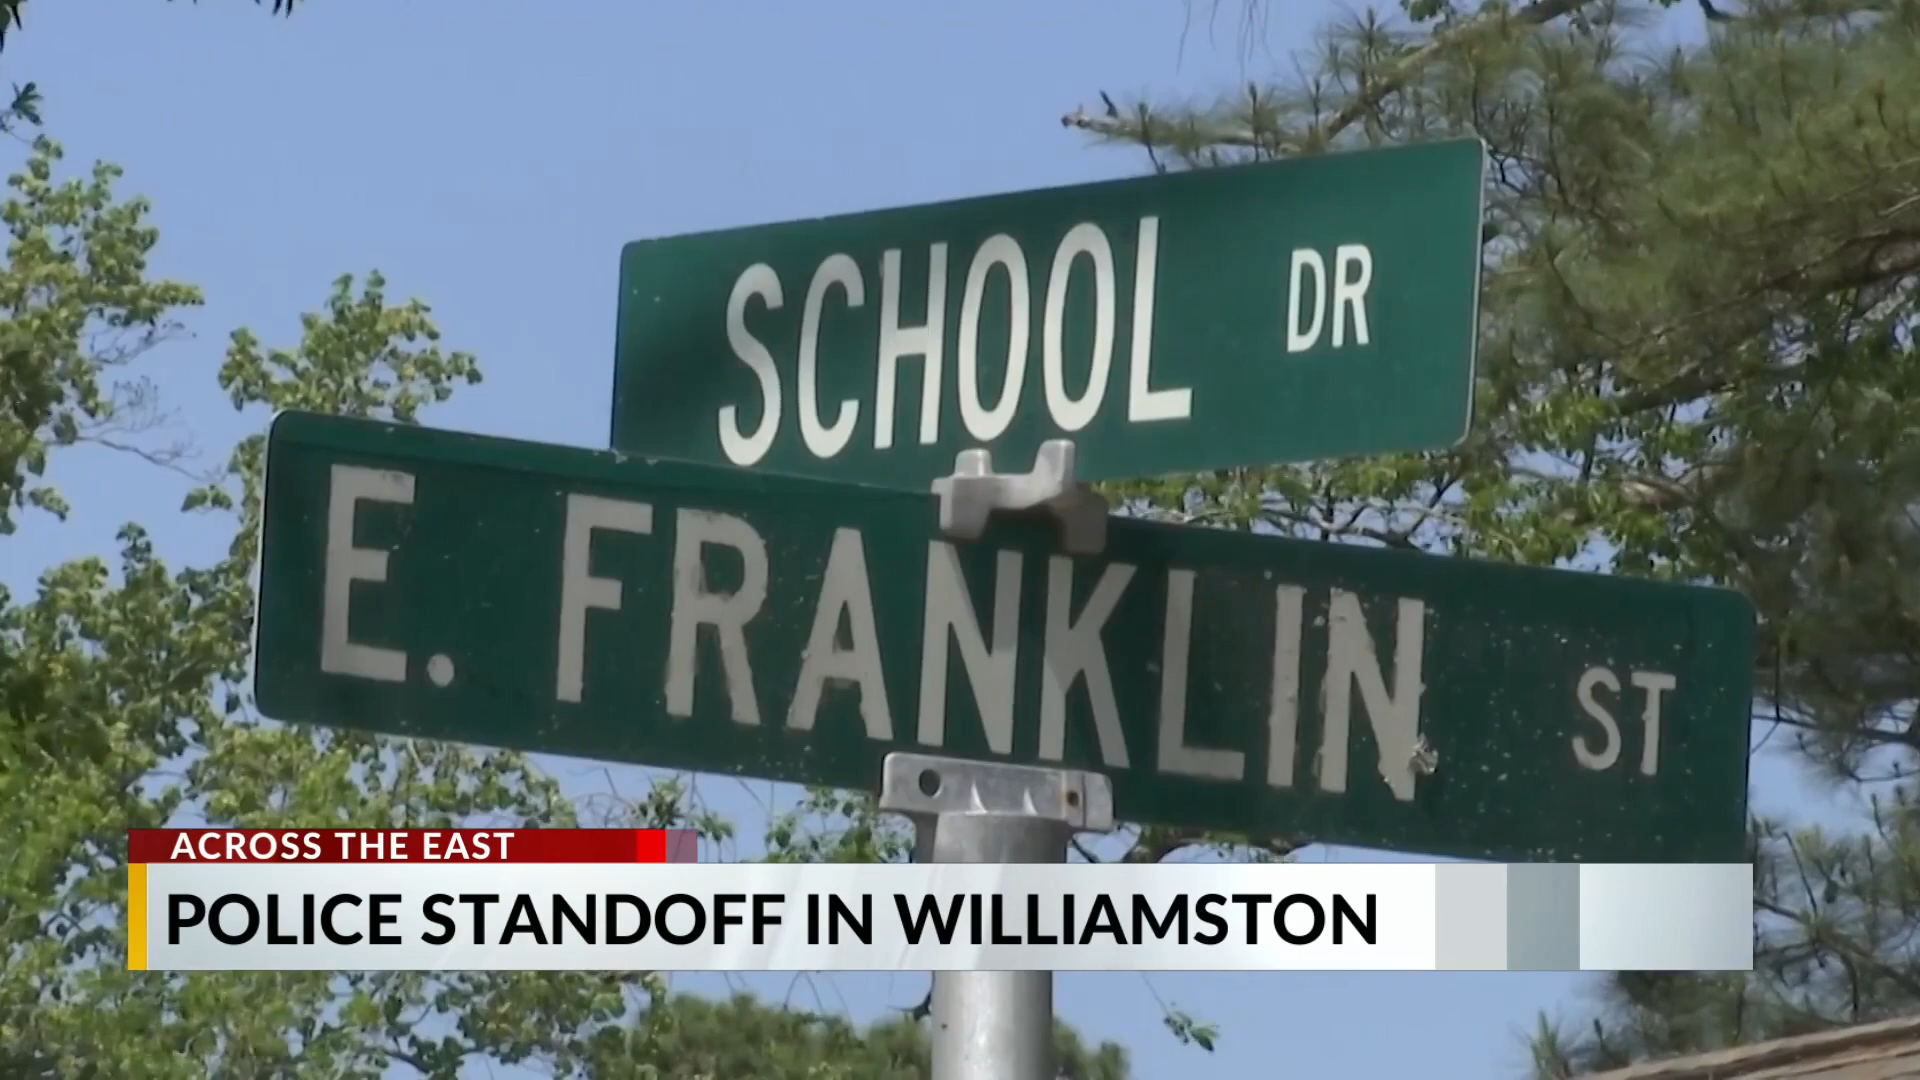 SCHOOL DR
E. FRANKLIN ST
ACROSS THE EAST
POLICE STANDOFF IN WILLIAMSTON